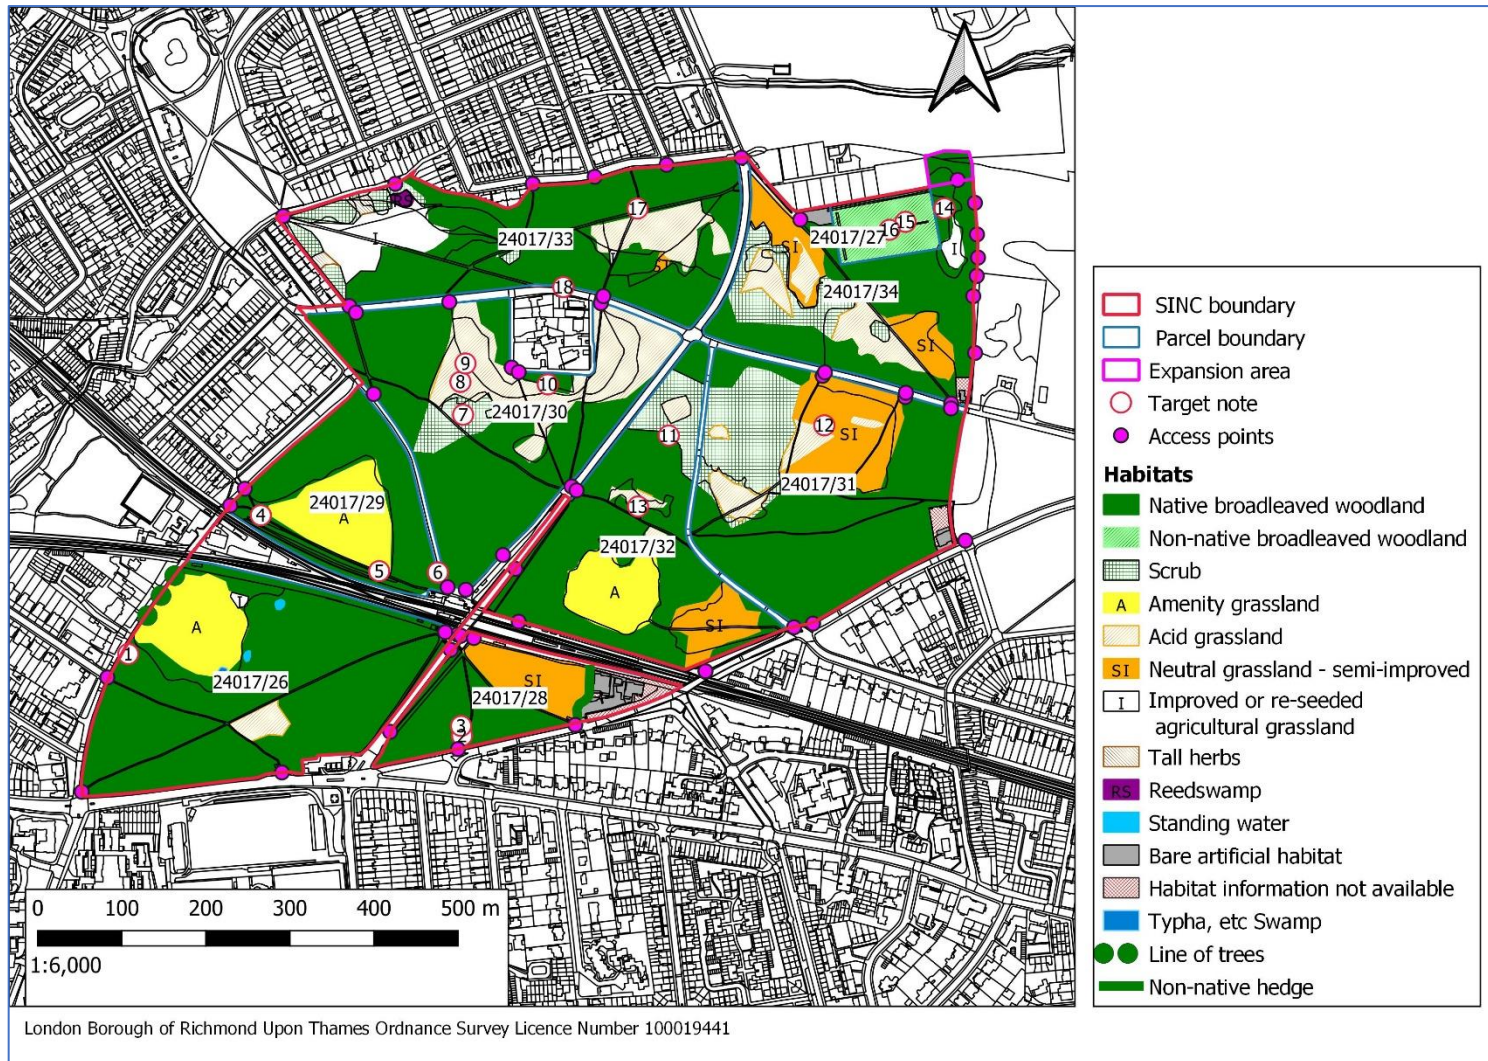 RS
17
14
I
24017/33
24017/27
16
15
SI
I
SI
24017/34
18
SI
9
8
10
7
24017/30
12
SI
11
24017/31
24017/29
A
4
13
24017/32
5
6
A
I
A
SI
1
24017/26
SI
24017/28
3
2
0 100 200 300 400 500 m
1:6,000
SINC boundary
Parcel boundary
Expansion area
Target note
Access points
Habitats
Native broadleaved woodland
Non-native broadleaved woodland
Scrub
A Amenity grassland
Acid grassland
SI Neutral grassland - semi-improved
I Improved or re-seeded
agricultural grassland
Tall herbs
RS Reedswamp
Standing water
Bare artificial habitat
Habitat information not available
Typha, etc Swamp
Line of trees
Non-native hedge
London Borough of Richmond Upon Thames Ordnance Survey Licence Number 100019441